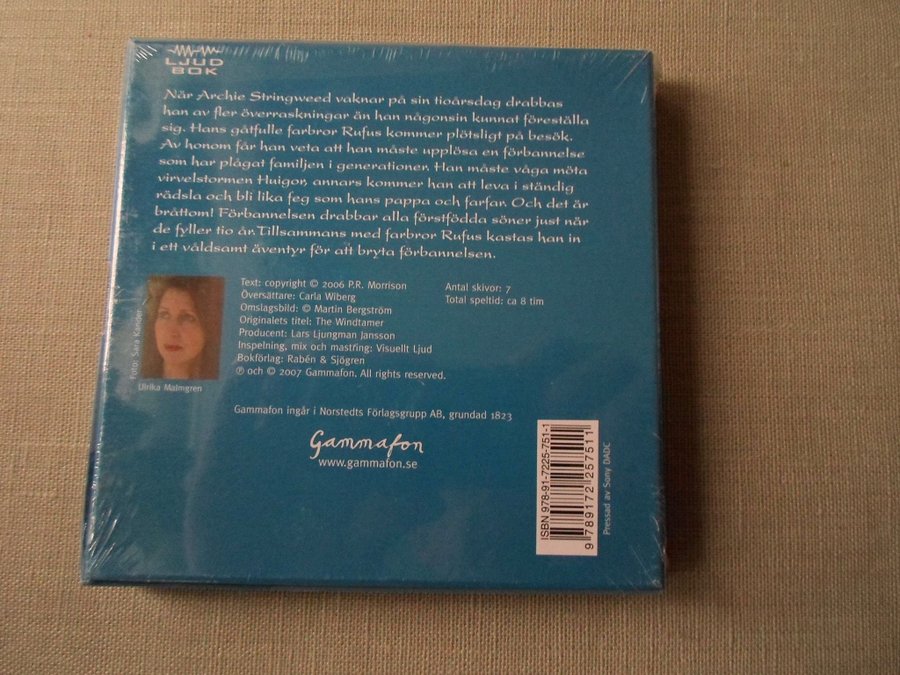 LJUD
BOK
När Archie Stringweed vaknar på sin tioårsdag drabbas
han av fler överraskningar än han någonsin kunnat föreställa
sig. Hans gåtfulle farbror Rufus kommer plötsligt på besök.
Av honom får han veta att han måste upplösa en förbannelse
som har plågat familjen i generationer. Han måste våga möta
virvelstormen Huigor, annars kommer han att leva i ständig
rädsla och bli lika feg som hans pappa och farfar. Och det är
bråttom! Förbannelsen drabbar alla förstfödda söner just när
de fyller tio år. Tillsammans med farbror Rufus kastas han in
i ett våldsamt äventyr för att bryta förbannelsen.
Foto: Sara Kander
Ulrika Malmgren
Text: copyright © 2006 P.R. Morrison
Översättare: Carla Wiberg
Omslagsbild: © Martin Bergström
Originalets titel: The Windtamer
Producent: Lars Ljungman Jansson
Inspelning, mix och mastring: Visuellt Ljud
Bokförlag: Rabén & Sjögren
℗ och © 2007 Gammafon. All rights reserved.
Antal skivor: 7
Total speltid: ca 8 tim
Gammafon ingår i Norstedts Förlagsgrupp AB, grundad 1823
Gammafon
www.gammafon.se
ISBN 978-91-7225-751-1
9 789172 257511
Pressad av Sony DADC